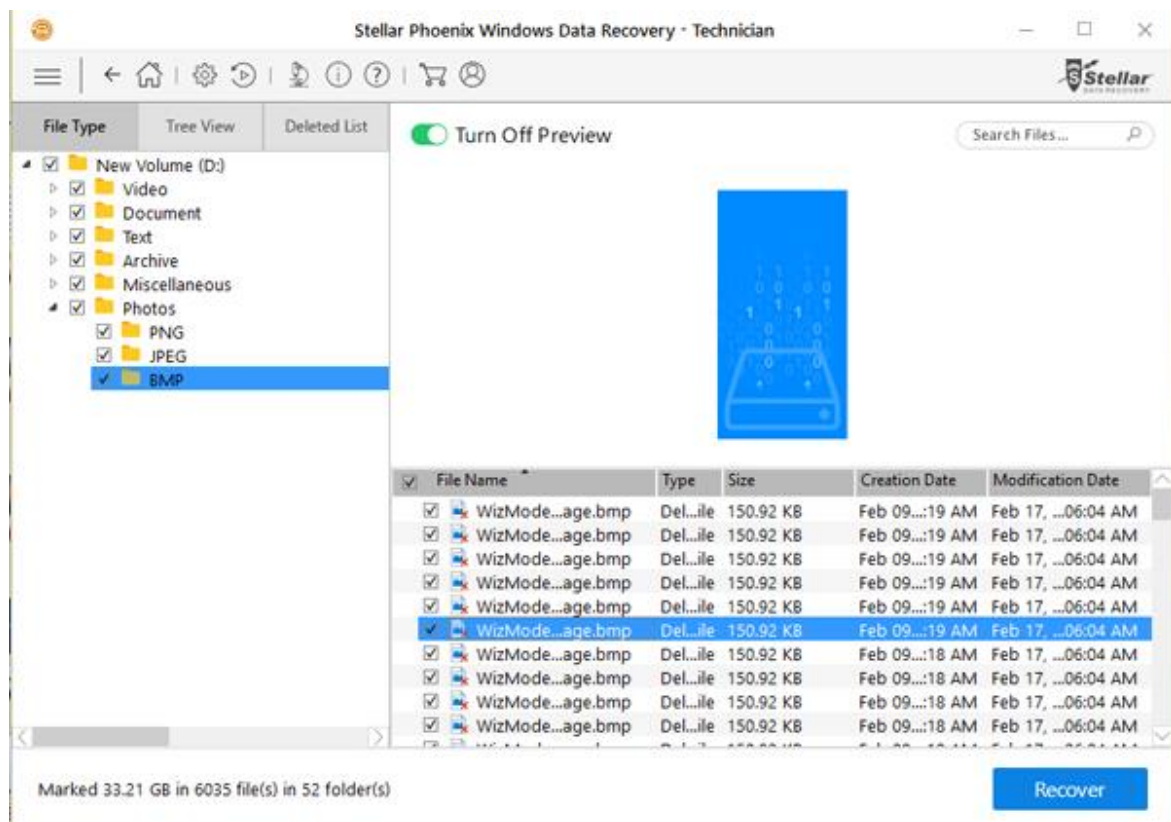 Stellar Phoenix Windows Data Recovery - Technician
Stellar
DATA RECOVERY
File Type Tree View Deleted List
Turn Off Preview
Search Files...
New Volume (D:)
Video
Document
Text
Archive
Miscellaneous
Photos
PNG
JPEG
BMP
File Name Type Size Creation Date Modification Date
WizMode...age.bmp Del...ile 150.92 KB Feb 09...:19 AM Feb 17, ...06:04 AM
WizMode...age.bmp Del...ile 150.92 KB Feb 09...:19 AM Feb 17, ...06:04 AM
WizMode...age.bmp Del...ile 150.92 KB Feb 09...:19 AM Feb 17, ...06:04 AM
WizMode...age.bmp Del...ile 150.92 KB Feb 09...:19 AM Feb 17, ...06:04 AM
WizMode...age.bmp Del...ile 150.92 KB Feb 09...:19 AM Feb 17, ...06:04 AM
WizMode...age.bmp Del...ile 150.92 KB Feb 09...:19 AM Feb 17, ...06:04 AM
WizMode...age.bmp Del...ile 150.92 KB Feb 09...:18 AM Feb 17, ...06:04 AM
WizMode...age.bmp Del...ile 150.92 KB Feb 09...:18 AM Feb 17, ...06:04 AM
WizMode...age.bmp Del...ile 150.92 KB Feb 09...:18 AM Feb 17, ...06:04 AM
WizMode...age.bmp Del...ile 150.92 KB Feb 09...:18 AM Feb 17, ...06:04 AM
Marked 33.21 GB in 6035 file(s) in 52 folder(s)
Recover